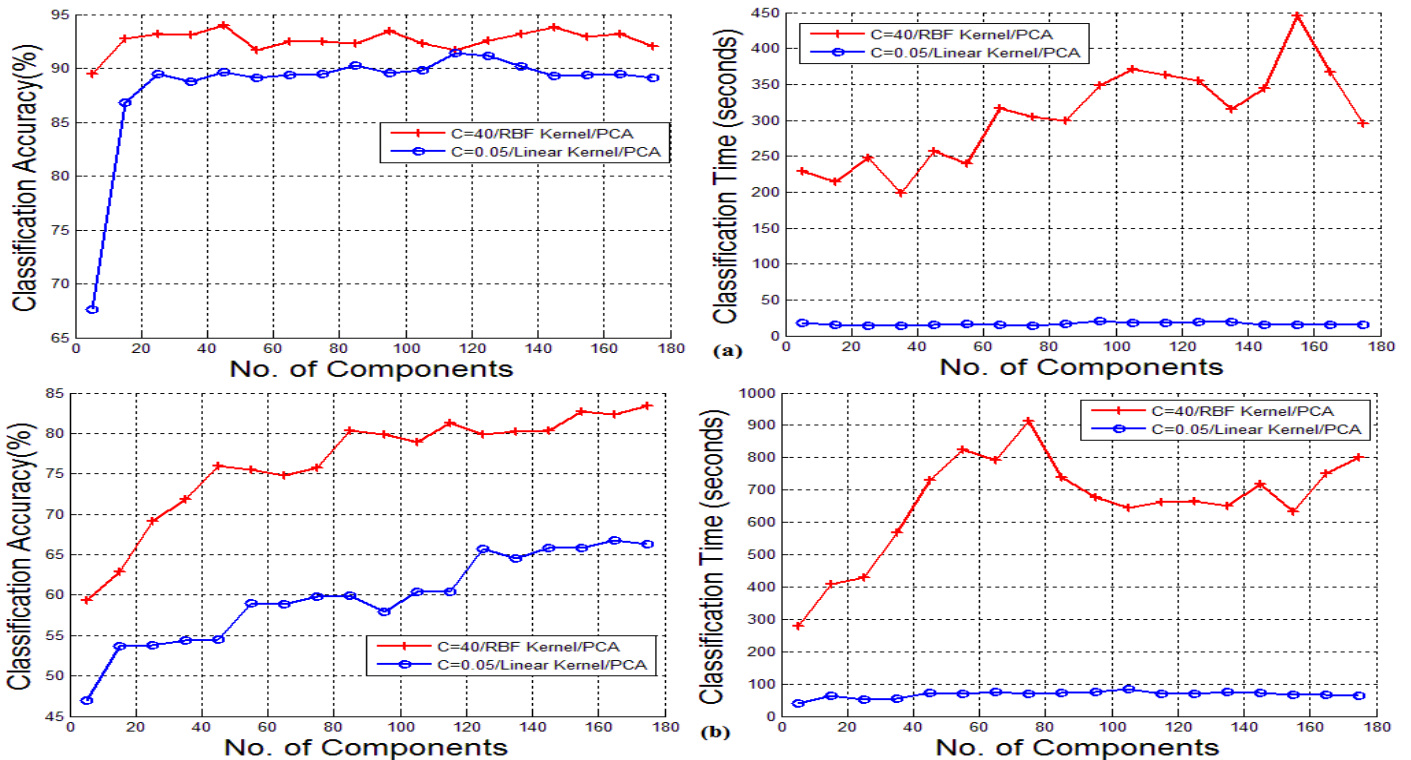 95
90
85
80
75
70
65
0 20 40 60 80 100 120 140 160 180
Classification Accuracy(%)
No. of Components
C=40/RBF Kernel/PCA
C=0.05/Linear Kernel/PCA
450
400
350
300
250
200
150
100
50
0
0 20 40 60 80 100 120 140 160 180
Classification Time (seconds)
No. of Components
C=40/RBF Kernel/PCA
C=0.05/Linear Kernel/PCA
(a)
85
80
75
70
65
60
55
50
45
0 20 40 60 80 100 120 140 160 180
Classification Accuracy(%)
No. of Components
C=40/RBF Kernel/PCA
C=0.05/Linear Kernel/PCA
1000
900
800
700
600
500
400
300
200
100
0
0 20 40 60 80 100 120 140 160 180
Classification Time (seconds)
No. of Components
C=40/RBF Kernel/PCA
C=0.05/Linear Kernel/PCA
(b)